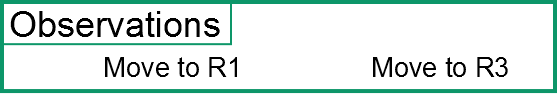 Observations
Move to R1 Move to R3